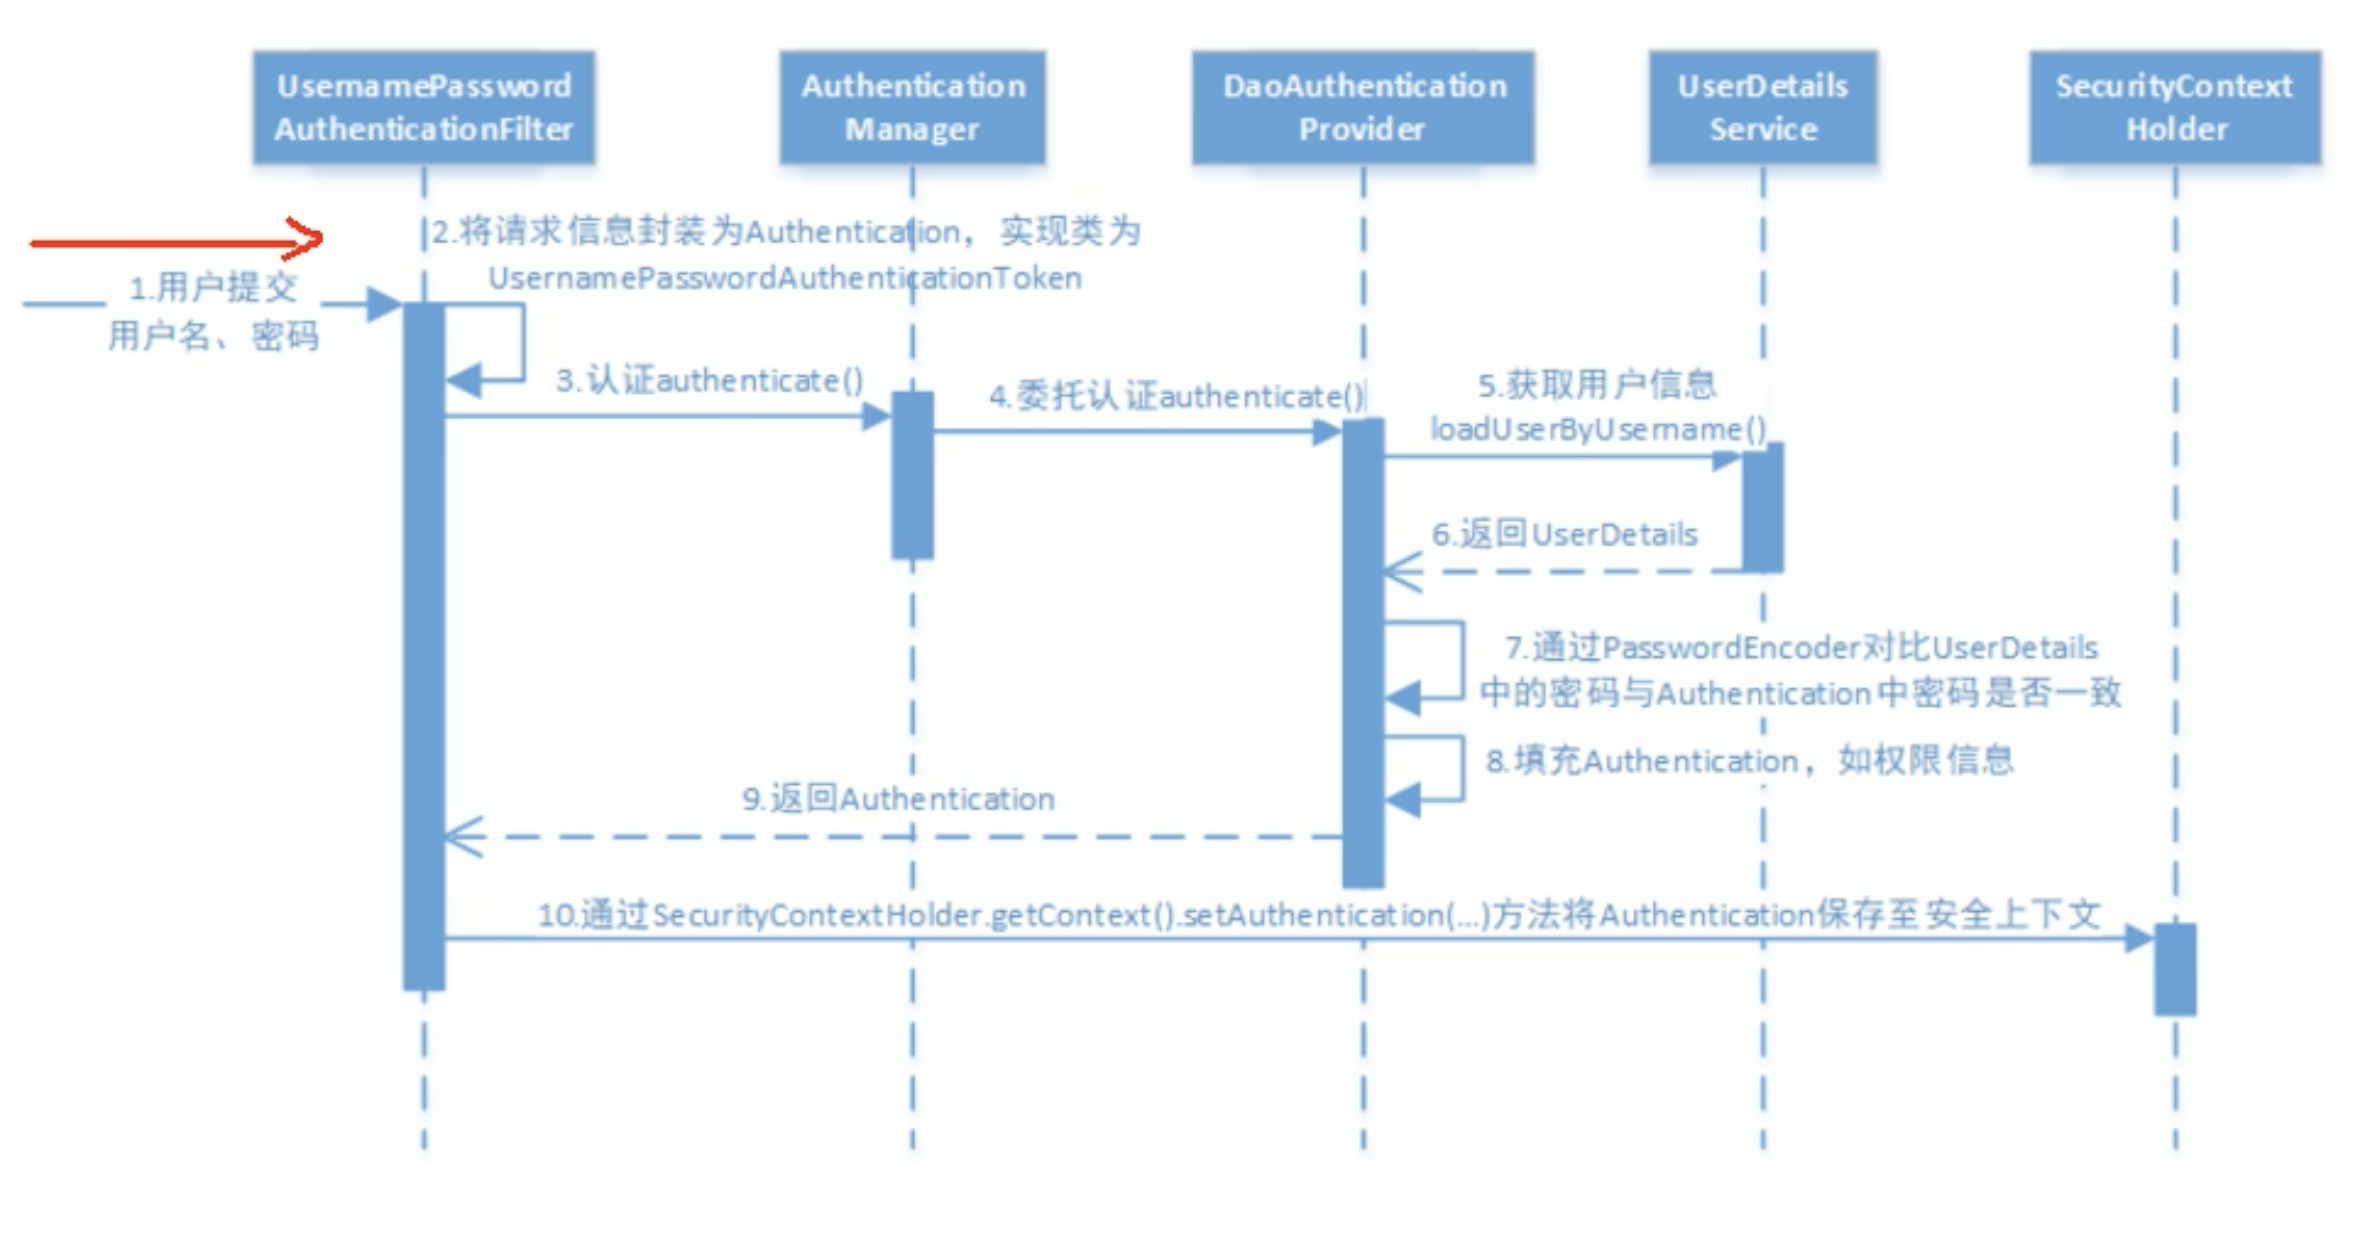 UsernamePassword
AuthenticationFilter
Authentication
Manager
DaoAuthentication
Provider
UserDetails
Service
SecurityContext
Holder
2.将请求信息封装为Authentication，实现类为
UsernamePasswordAuthenticationToken
1.用户提交
用户名、密码
3.认证authenticate()
4.委托认证authenticate()
5.获取用户信息
loadUserByUsername()
6.返回UserDetails
7.通过PasswordEncoder对比UserDetails
中的密码与Authentication中密码是否一致
8.填充Authentication，如权限信息
9.返回Authentication
10.通过SecurityContextHolder.getContext().setAuthentication(...)方法将Authentication保存至安全上下文